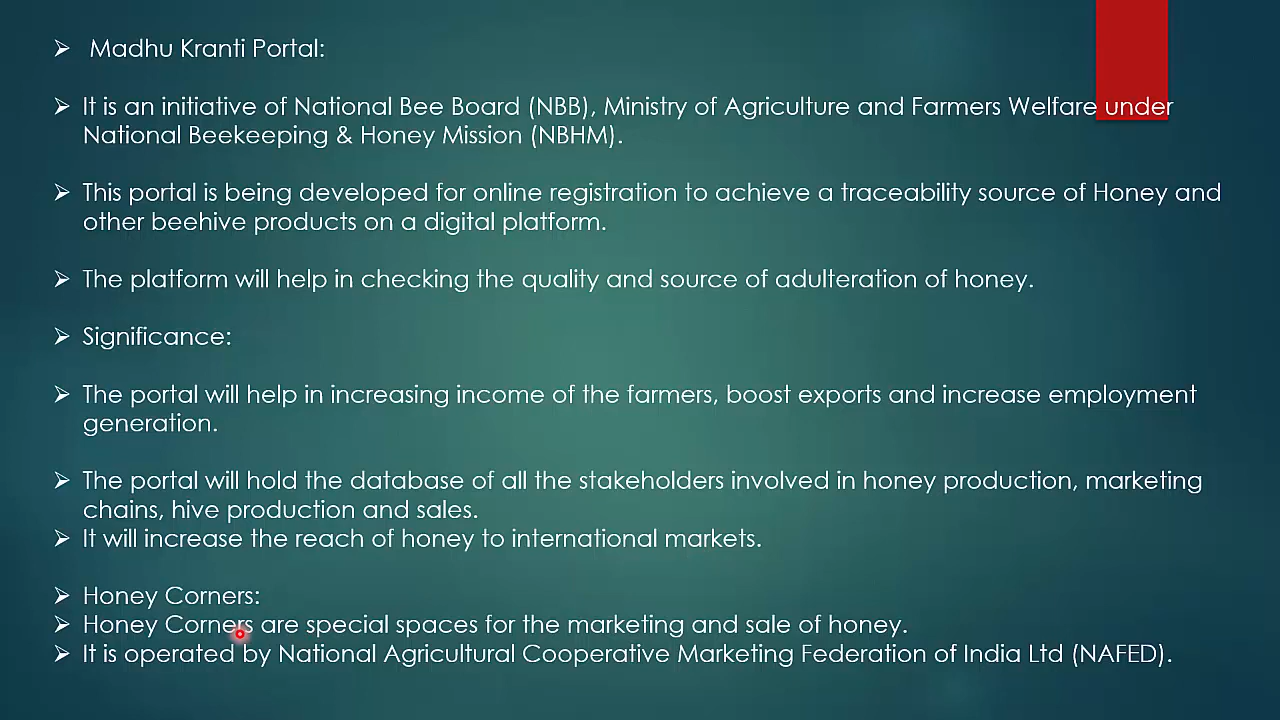 ➢ Madhu Kranti Portal:
➢ It is an initiative of National Bee Board (NBB), Ministry of Agriculture and Farmers Welfare under
National Beekeeping & Honey Mission (NBHM).
➢ This portal is being developed for online registration to achieve a traceability source of Honey and
other beehive products on a digital platform.
➢ The platform will help in checking the quality and source of adulteration of honey.
➢ Significance:
➢ The portal will help in increasing income of the farmers, boost exports and increase employment
generation.
➢ The portal will hold the database of all the stakeholders involved in honey production, marketing
chains, hive production and sales.
➢ It will increase the reach of honey to international markets.
➢ Honey Corners:
➢ Honey Corners are special spaces for the marketing and sale of honey.
➢ It is operated by National Agricultural Cooperative Marketing Federation of India Ltd (NAFED).